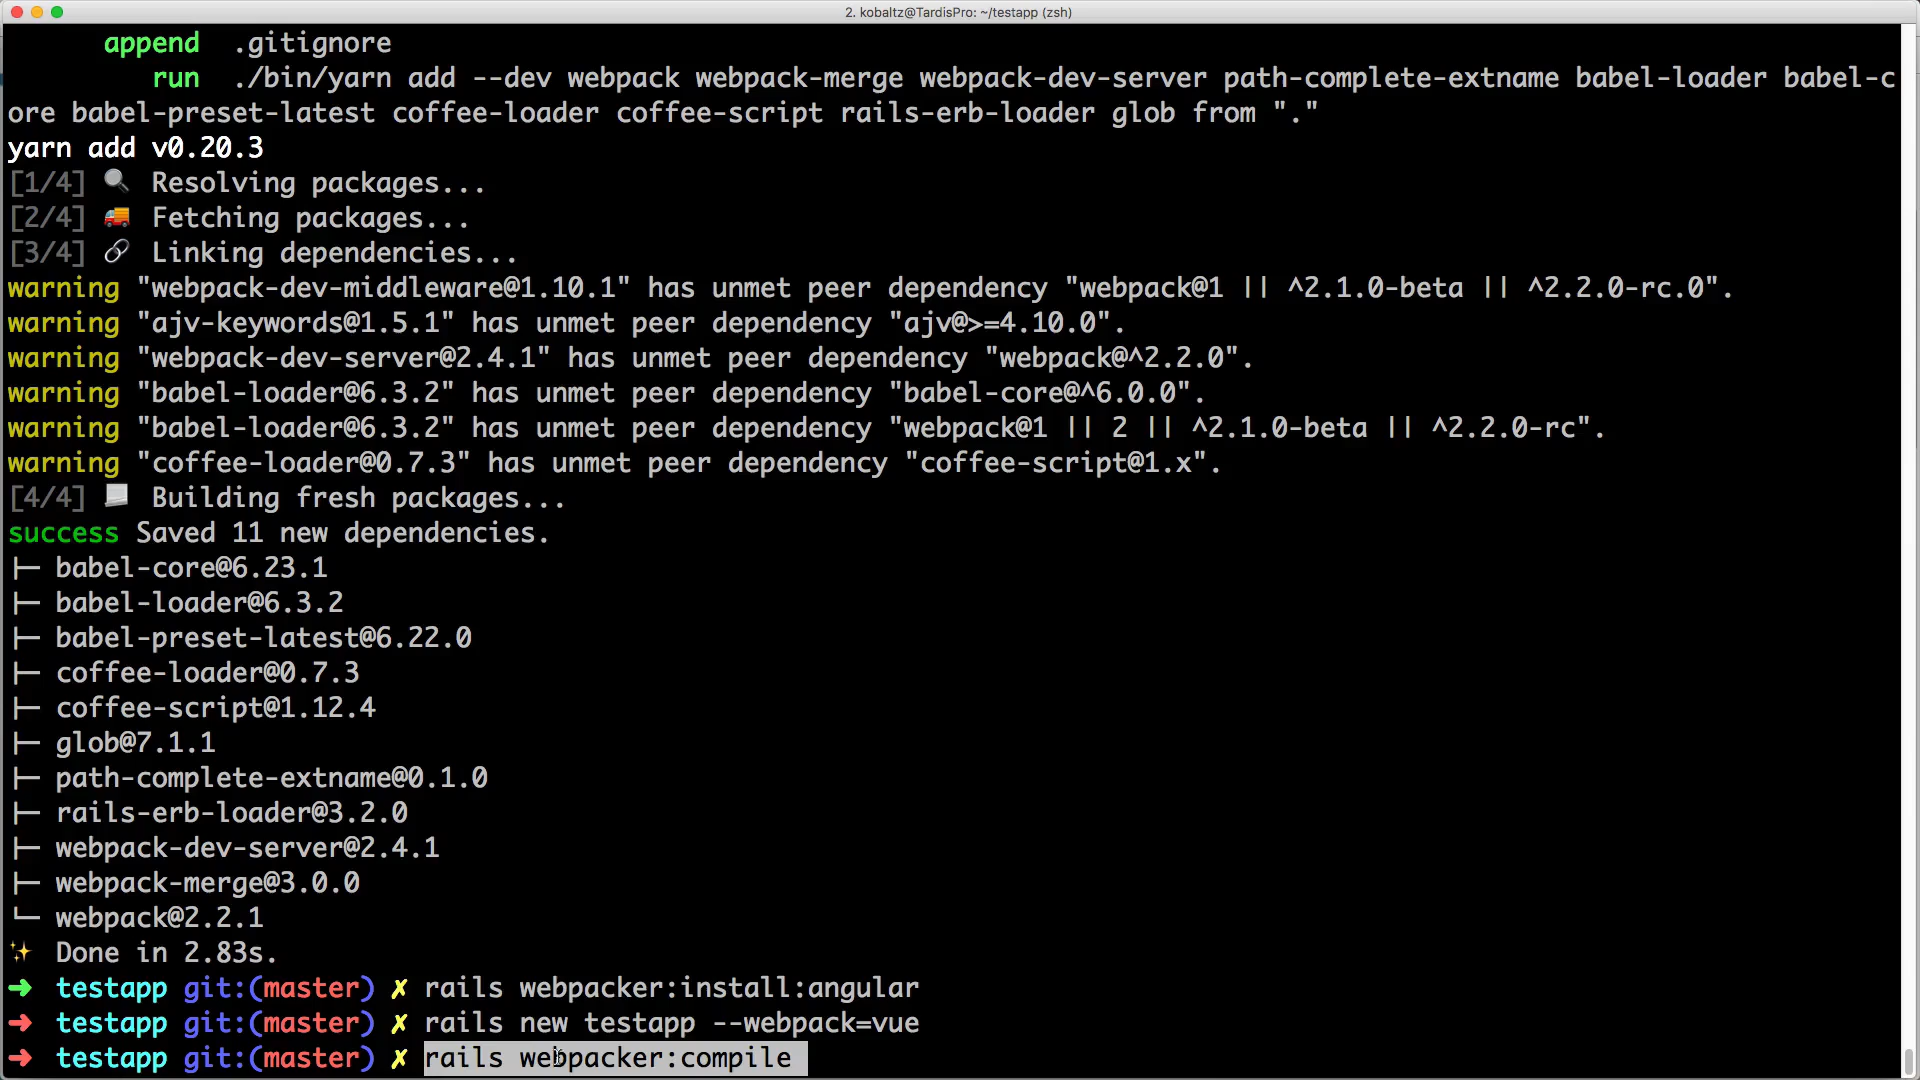 2. kobaltz@TardisPro: ~/testapp (zsh)
append .gitignore
run ./bin/yarn add --dev webpack webpack-merge webpack-dev-server path-complete-extname babel-loader babel-c
ore babel-preset-latest coffee-loader coffee-script rails-erb-loader glob from "."
yarn add v0.20.3
[1/4] 🔍 Resolving packages...
[2/4] 🚚 Fetching packages...
[3/4] 🔗 Linking dependencies...
warning "webpack-dev-middleware@1.10.1" has unmet peer dependency "webpack@1 || ^2.1.0-beta || ^2.2.0-rc.0".
warning "ajv-keywords@1.5.1" has unmet peer dependency "ajv@>=4.10.0".
warning "webpack-dev-server@2.4.1" has unmet peer dependency "webpack@^2.2.0".
warning "babel-loader@6.3.2" has unmet peer dependency "babel-core@^6.0.0".
warning "babel-loader@6.3.2" has unmet peer dependency "webpack@1 || 2 || ^2.1.0-beta || ^2.2.0-rc".
warning "coffee-loader@0.7.3" has unmet peer dependency "coffee-script@1.x".
[4/4] 📃 Building fresh packages...
success Saved 11 new dependencies.
├─ babel-core@6.23.1
├─ babel-loader@6.3.2
├─ babel-preset-latest@6.22.0
├─ coffee-loader@0.7.3
├─ coffee-script@1.12.4
├─ glob@7.1.1
├─ path-complete-extname@0.1.0
├─ rails-erb-loader@3.2.0
├─ webpack-dev-server@2.4.1
├─ webpack-merge@3.0.0
└─ webpack@2.2.1
✨ Done in 2.83s.
➜ testapp git:(master) ✗ rails webpacker:install:angular
➜ testapp git:(master) ✗ rails new testapp --webpack=vue
➜ testapp git:(master) ✗ rails webpacker:compile